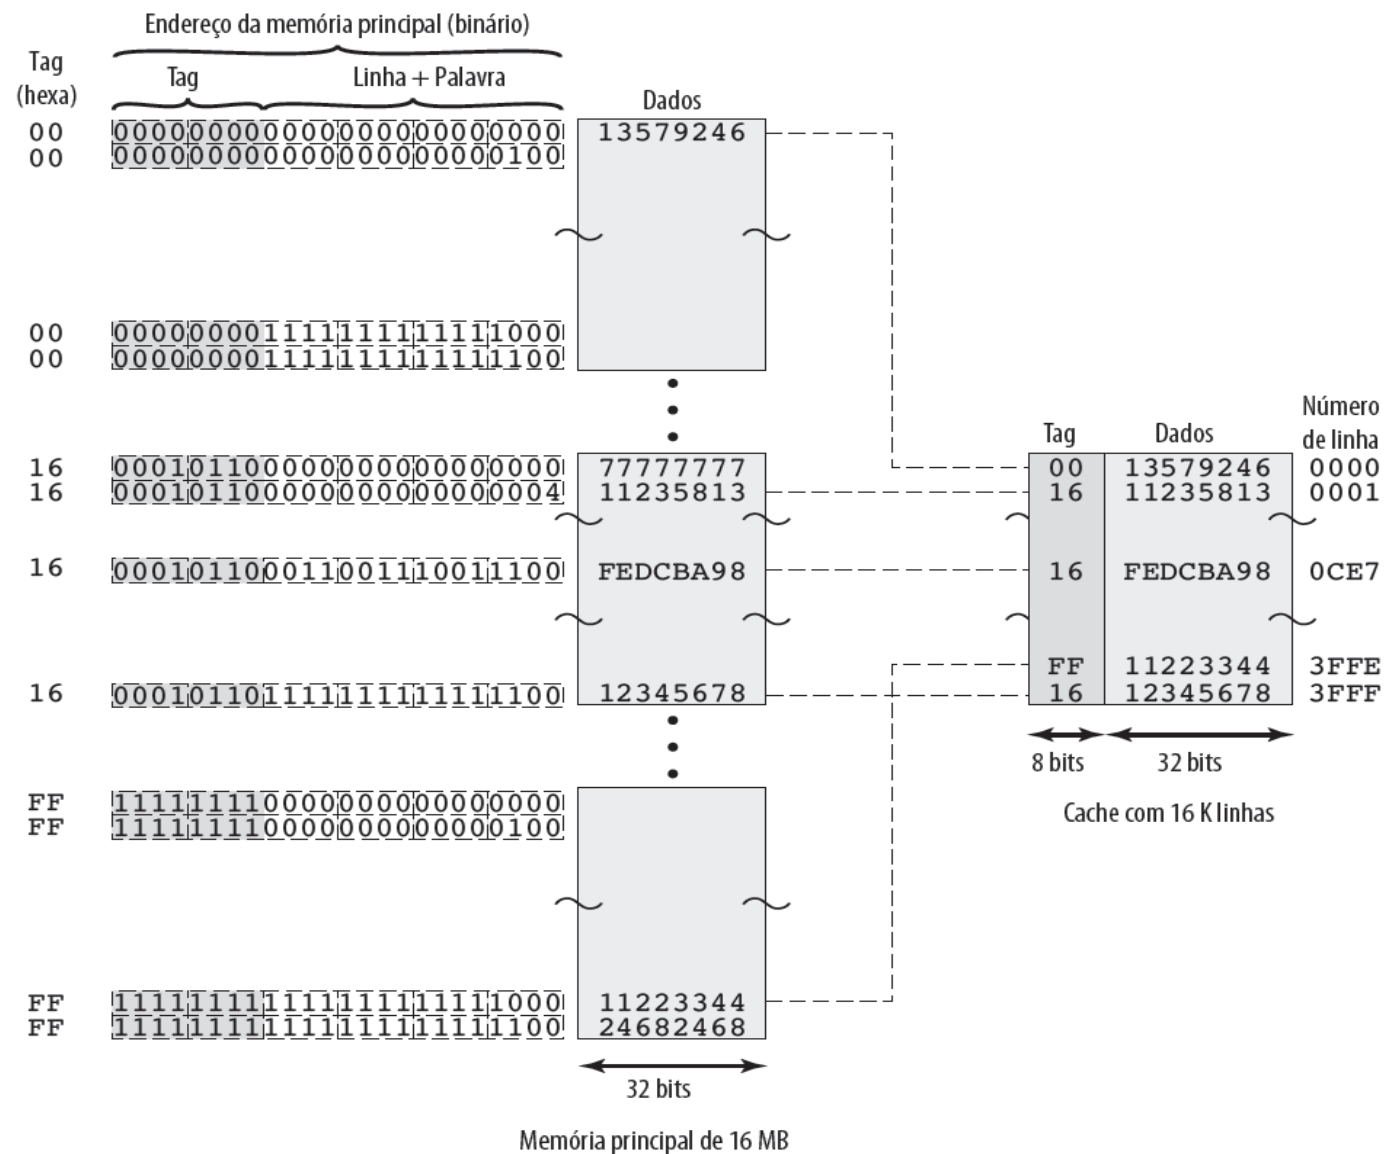 Endereço da memória principal (binário)
Tag
(hexa)
Tag
Linha + Palavra
Dados
00 000000000000000000000000 13579246
00 000000000000000000000100
00 000000001111111111111000
00 000000001111111111111100
16 000101100000000000000000 77777777
16 000101100000000000000004 11235813
16 000101100011001110011100 FEDCBA98
16 000101101111111111111100 12345678
FF 111111110000000000000000
FF 111111110000000000000100
FF 111111111111111111111000 11223344
FF 111111111111111111111100 24682468
32 bits
Memória principal de 16 MB
Tag
Dados
Número
de linha
00 13579246 0000
16 11235813 0001
16 FEDCBA98 0CE7
FF 11223344 3FFE
16 12345678 3FFF
8 bits
32 bits
Cache com 16 K linhas